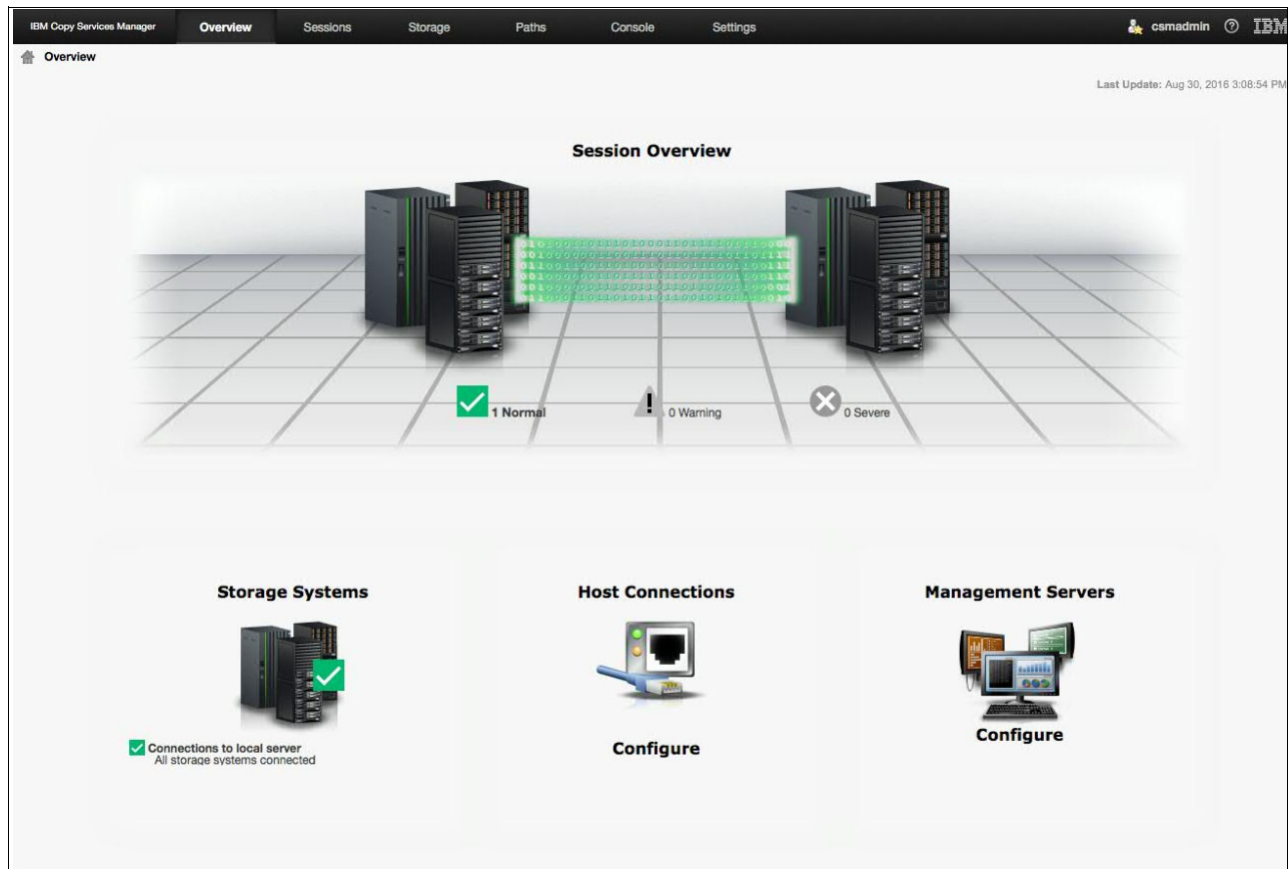 IBM Copy Services Manager Overview Sessions Storage Paths Console Settings csmadmin ? IBM
Overview
Last Update: Aug 30, 2016 3:08:54 PM
Session Overview
1 Normal 0 Warning 0 Severe
Storage Systems Host Connections Management Servers
Configure Configure
Connections to local server
All storage systems connected